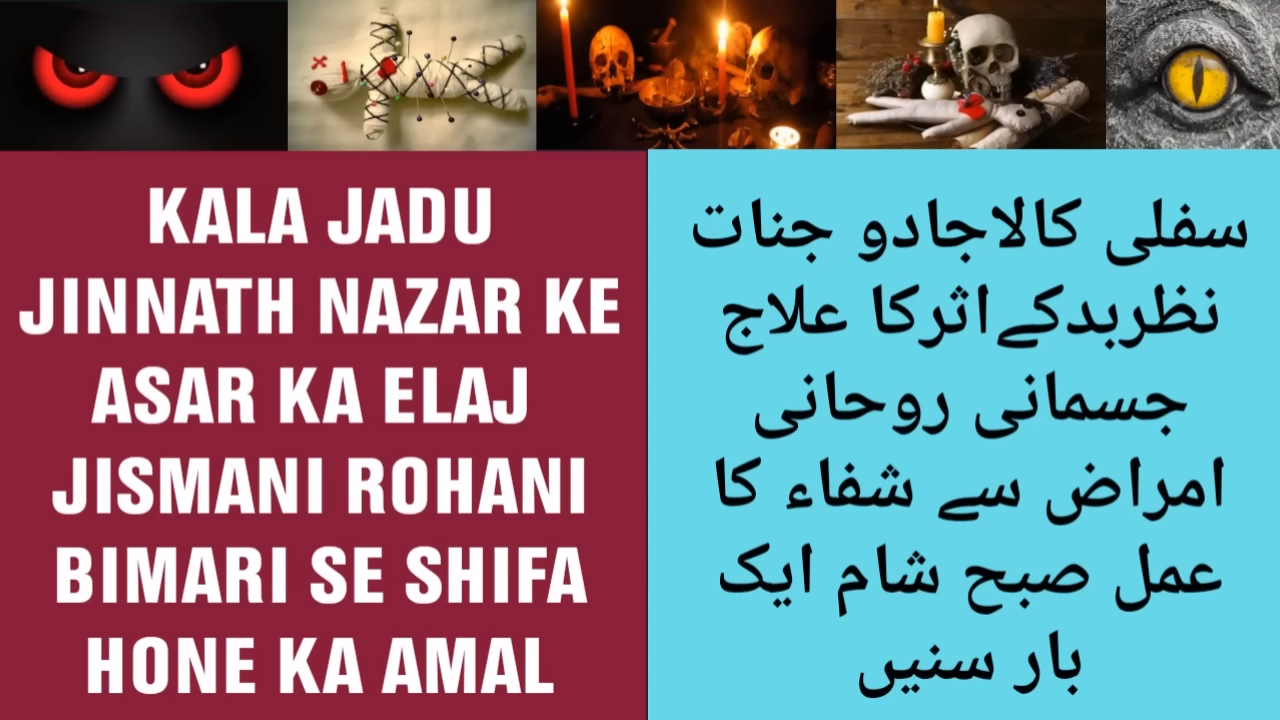 KALA JADU
JINNATH NAZAR KE
ASAR KA ELAJ
JISMANI ROHANI
BIMARI SE SHIFA
HONE KA AMAL
سفلی کالاجادو جنات
نظربدکےاثرکا علاج
جسمانی روحانی
امراض سے شفاء کا
عمل صبح شام ایک
بار سنیں